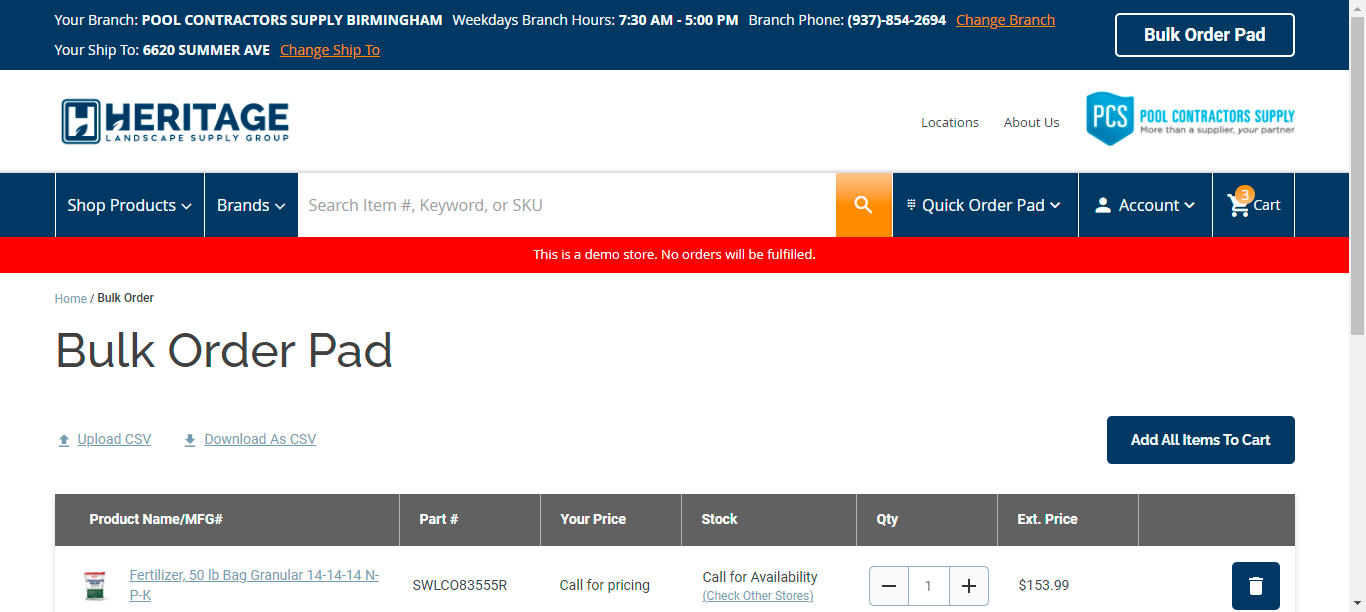 Your Branch: POOL CONTRACTORS SUPPLY BIRMINGHAM Weekdays Branch Hours: 7:30 AM - 5:00 PM Branch Phone: (937)-854-2694 Change Branch
Your Ship To: 6620 SUMMER AVE Change Ship To
Bulk Order Pad
HERITAGE
LANDSCAPE SUPPLY GROUP
Locations About Us
PCS POOL CONTRACTORS SUPPLY
More than a supplier, your partner.
Shop Products Brands Search Item #, Keyword, or SKU Quick Order Pad Account 3 Cart
This is a demo store. No orders will be fulfilled.
Home / Bulk Order
Bulk Order Pad
Upload CSV Download As CSV Add All Items To Cart
Product Name/MFG# Part # Your Price Stock Qty Ext. Price
Fertilizer, 50 lb Bag Granular 14-14-14 N-
P-K
SWLCO83555R Call for pricing
Call for Availability
(Check Other Stores)
1 $153.99